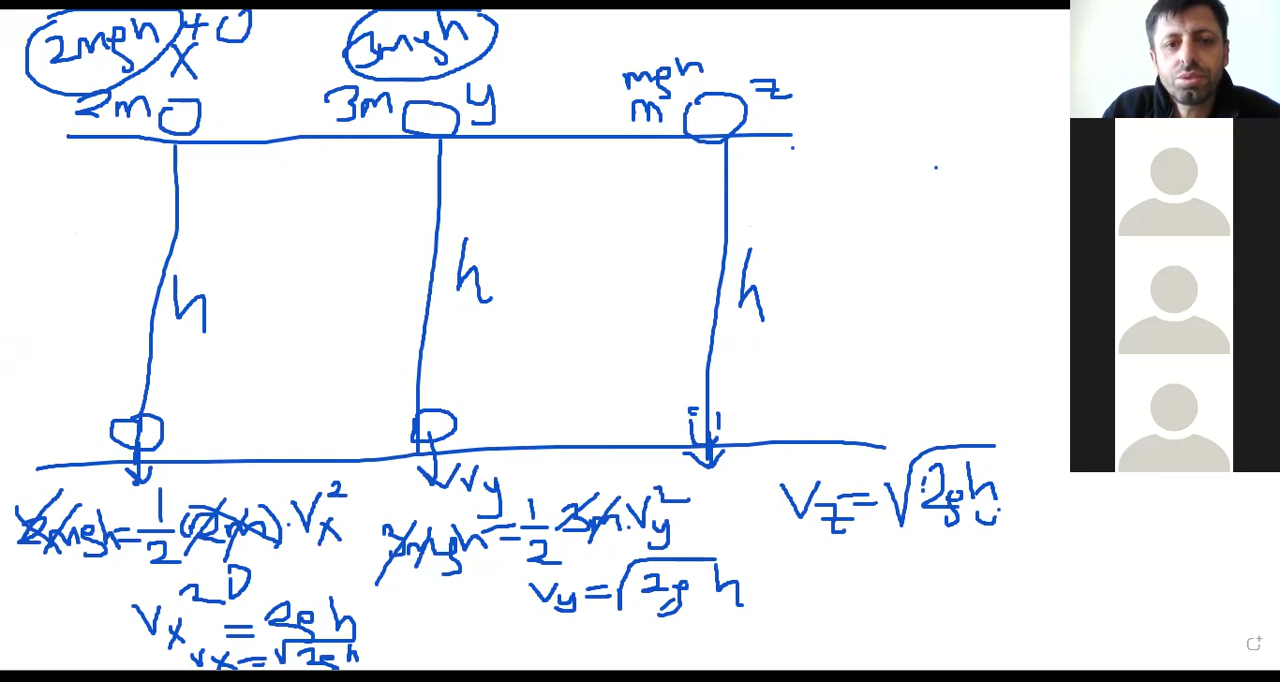 2mgh + 0
3mgh
mgh
x
2m
3m
y
m
z
h
h
h
Vy
2mgh = 1/2 (2m) · Vx²
3mgh = 1/2 3m · Vy²
Vz = √2gh
Vx² = 2gh
Vy = √2gh
Vx = √2gh